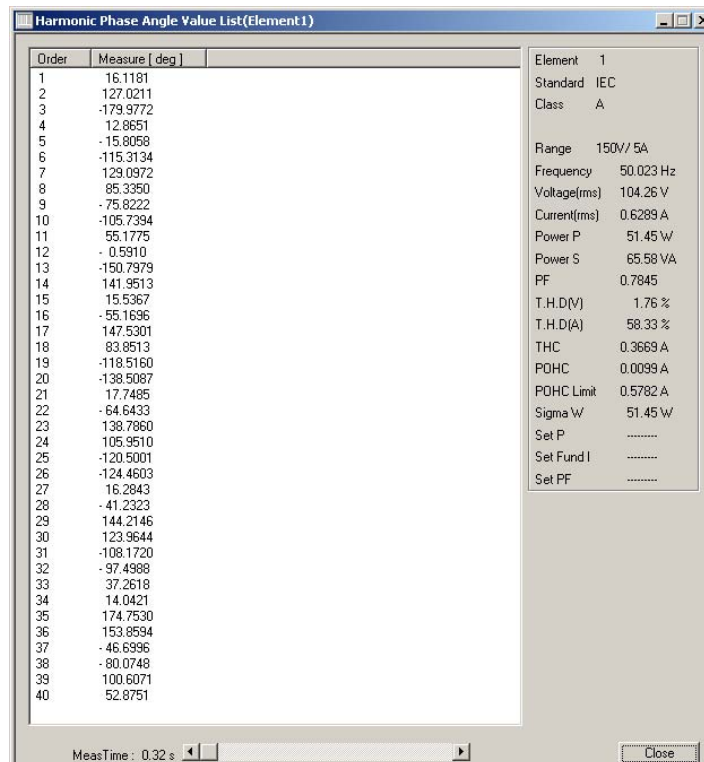 Harmonic Phase Angle Value List(Element1)
Order Measure [ deg ]
1 16.1181
2 127.0211
3 -179.9772
4 12.8651
5 - 15.8058
6 -115.3134
7 129.0972
8 85.3350
9 - 75.8222
10 -105.7394
11 55.1775
12 - 0.5910
13 -150.7979
14 141.9513
15 15.5367
16 - 55.1696
17 147.5301
18 83.8513
19 -118.5160
20 -138.5087
21 17.7485
22 - 64.6433
23 138.7860
24 105.9510
25 -120.5001
26 -124.4603
27 16.2843
28 - 41.2323
29 144.2146
30 123.9644
31 -108.1720
32 - 97.4988
33 37.2618
34 14.0421
35 174.7530
36 153.8594
37 - 46.6996
38 - 80.0748
39 100.6071
40 52.8751
Element 1
Standard IEC
Class A
Range 150V/ 5A
Frequency 50.023 Hz
Voltage(rms) 104.26 V
Current(rms) 0.6289 A
Power P 51.45 W
Power S 65.58 VA
PF 0.7845
T.H.D(V) 1.76 %
T.H.D(A) 58.33 %
THC 0.3669 A
POHC 0.0099 A
POHC Limit 0.5782 A
Sigma W 51.45 W
Set P ---------
Set Fund I ---------
Set PF ---------
MeasTime : 0.32 s
Close